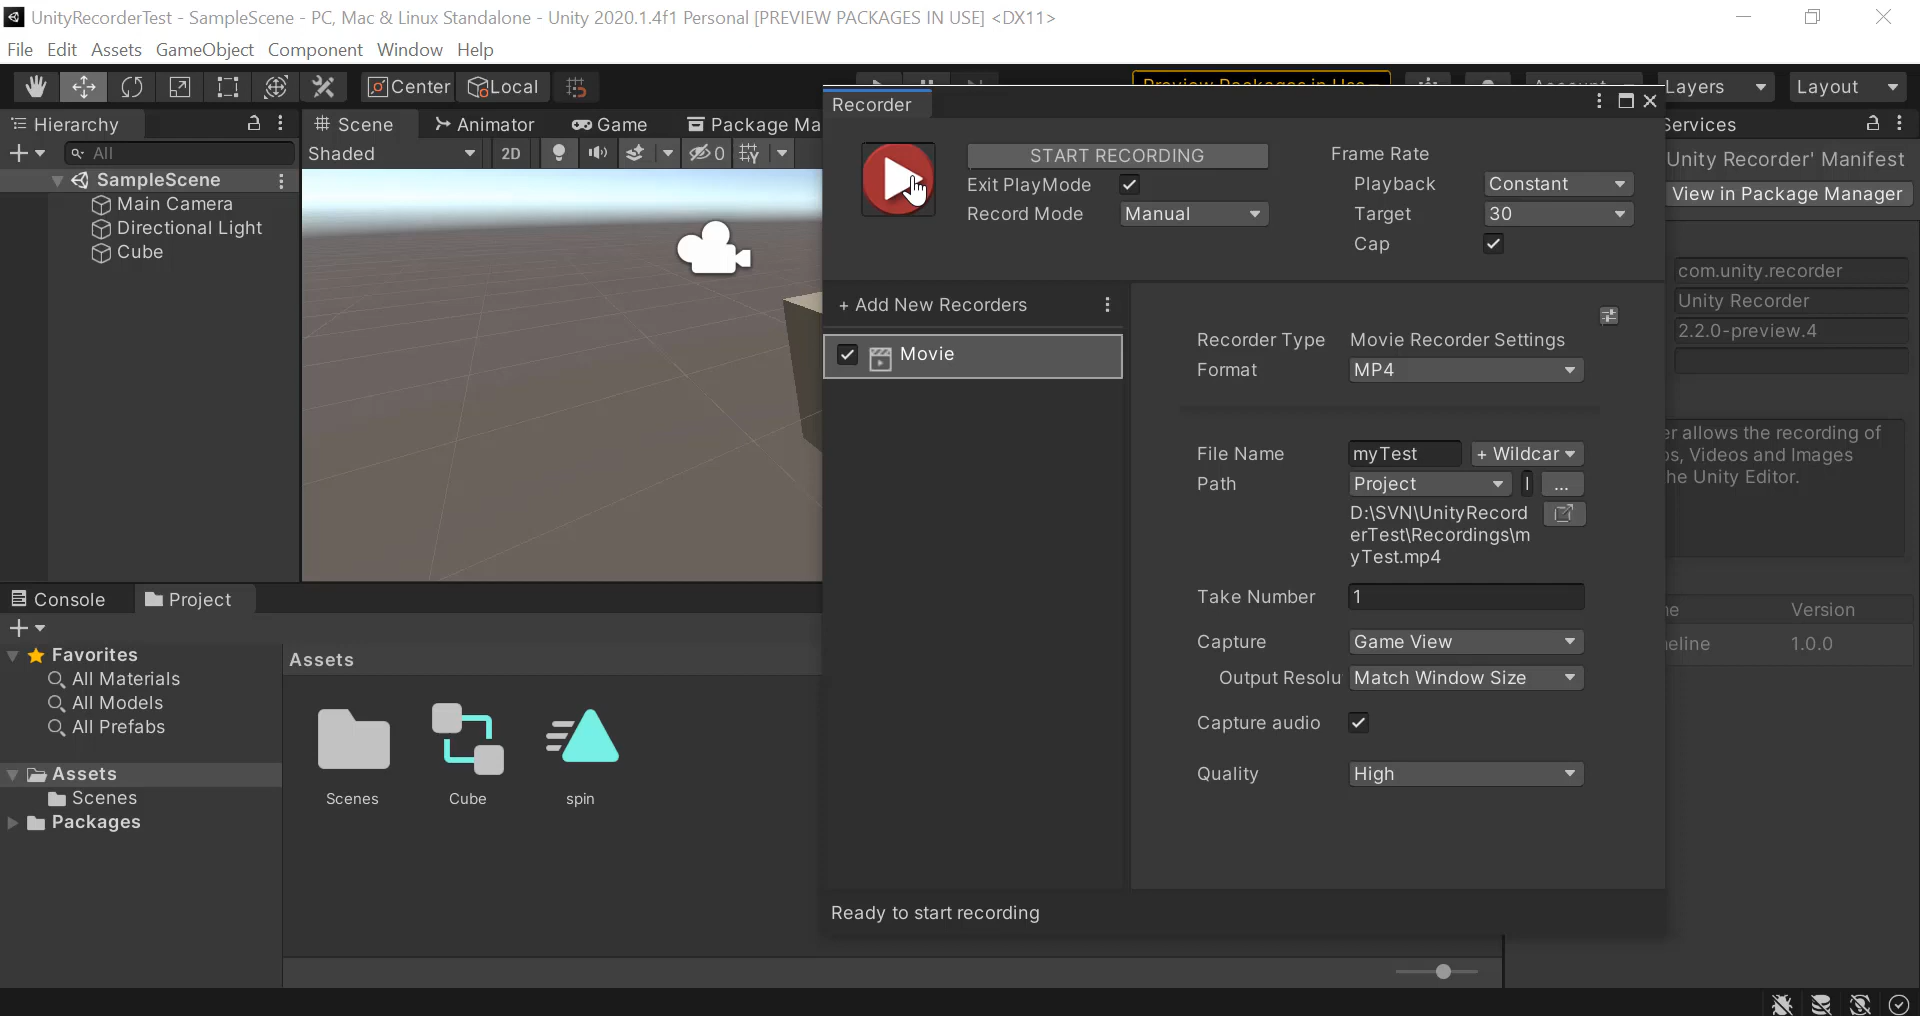 UnityRecorderTest - SampleScene - PC, Mac & Linux Standalone - Unity 2020.1.4f1 Personal [PREVIEW PACKAGES IN USE] <DX11>
File Edit Assets GameObject Component Window Help
Center Local Layers Layout
Recorder
Hierarchy
Scene Animator Game Package Ma
Services
All
Shaded 2D 0
START RECORDING
Exit PlayMode
Record Mode Manual
Frame Rate
Playback Constant
Target 30
Cap
Unity Recorder' Manifest
View in Package Manager
SampleScene
Main Camera
Directional Light
Cube
com.unity.recorder
Unity Recorder
2.2.0-preview.4
+ Add New Recorders
Movie
Recorder Type Movie Recorder Settings
Format MP4
File Name myTest + Wildcar
Path Project ...
D:\SVN\UnityRecord
erTest\Recordings\m
yTest.mp4
Take Number 1
Capture Game View
Output Resolu Match Window Size
Capture audio
Quality High
er allows the recording of
s, Videos and Images
he Unity Editor.
Version
eline 1.0.0
Ready to start recording
Console Project
Favorites
All Materials
All Models
All Prefabs
Assets
Scenes
Packages
Assets
Scenes Cube spin